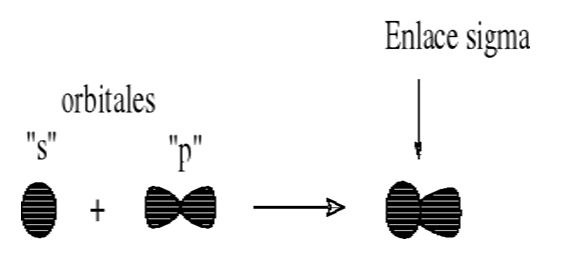 Enlace sigma
orbitales
"s" "p"
+